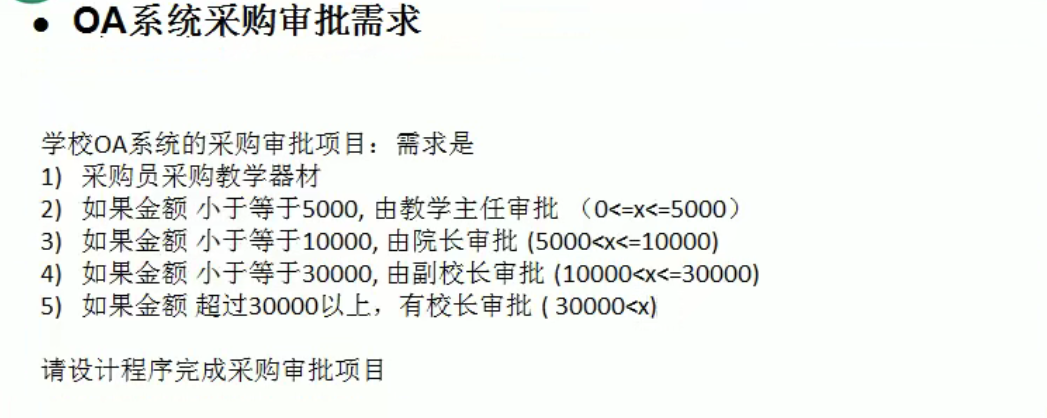 ● OA系统采购审批需求
学校OA系统的采购审批项目：需求是
1) 采购员采购教学器材
2) 如果金额 小于等于5000, 由教学主任审批 （0<=x<=5000）
3) 如果金额 小于等于10000, 由院长审批 (5000<x<=10000)
4) 如果金额 小于等于30000, 由副校长审批 (10000<x<=30000)
5) 如果金额 超过30000以上，有校长审批 ( 30000<x)
请设计程序完成采购审批项目